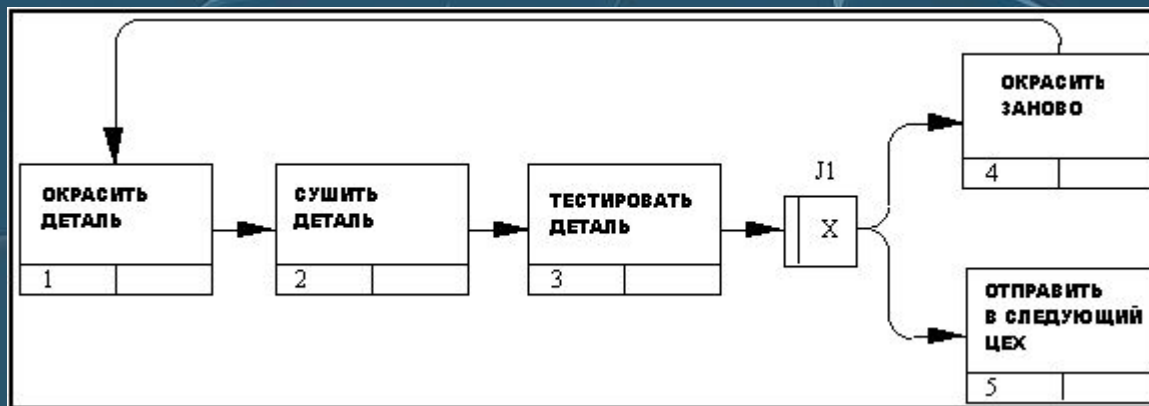 ОКРАСИТЬ
ДЕТАЛЬ
1
СУШИТЬ
ДЕТАЛЬ
2
ТЕСТИРОВАТЬ
ДЕТАЛЬ
3
J1
X
ОКРАСИТЬ
ЗАНОВО
4
ОТПРАВИТЬ
В СЛЕДУЮЩИЙ
ЦЕХ
5